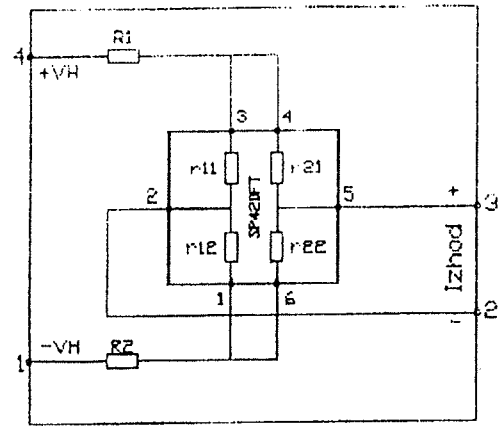 R1
4
+VH
3 4
r11 r21
2 5
SP42DFT
+
3
r12 r22
Izhod
1 6
-
2
-VH R2
1